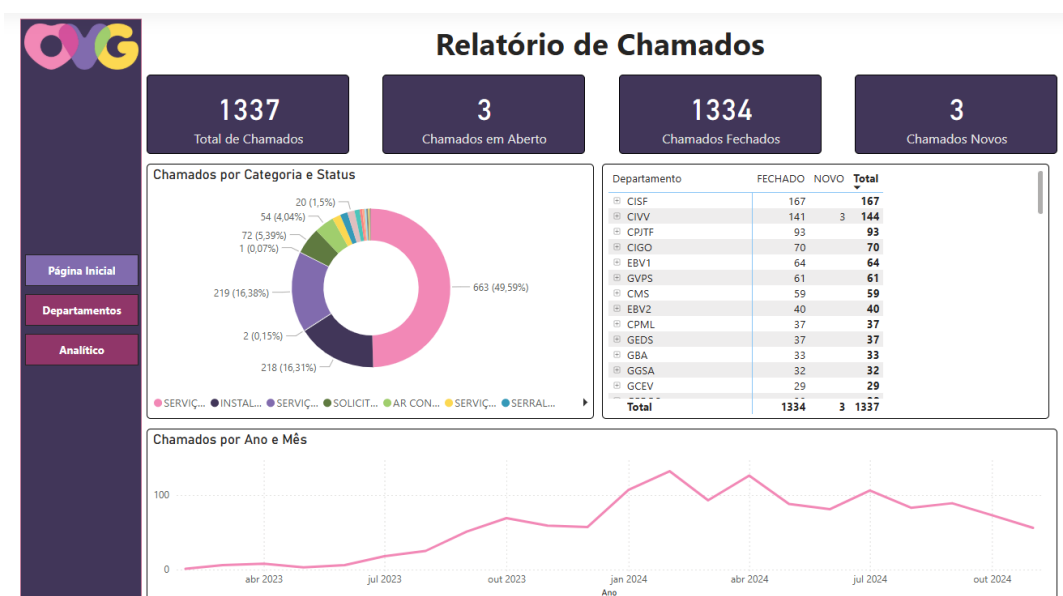 OVG
Relatório de Chamados
1337
Total de Chamados
3
Chamados em Aberto
1334
Chamados Fechados
3
Chamados Novos
Página Inicial
Departamentos
Analítico
Chamados por Categoria e Status
20 (1,5%)
54 (4,04%)
72 (5,39%)
1 (0,07%)
219 (16,38%)
2 (0,15%)
218 (16,31%)
663 (49,59%)
SERVIÇ... INSTAL... SERVIÇ... SOLICIT... AR CON... SERVIÇ... SERRAL...
Departamento FECHADO NOVO Total
CISF 167 167
CIVV 141 3 144
CPJTF 93 93
CIGO 70 70
EBV1 64 64
GVPS 61 61
CMS 59 59
EBV2 40 40
CPML 37 37
GEDS 37 37
GBA 33 33
GGSA 32 32
GCEV 29 29
Total 1334 3 1337
Chamados por Ano e Mês
100
0
abr 2023 jul 2023 out 2023 jan 2024 abr 2024 jul 2024 out 2024
Ano